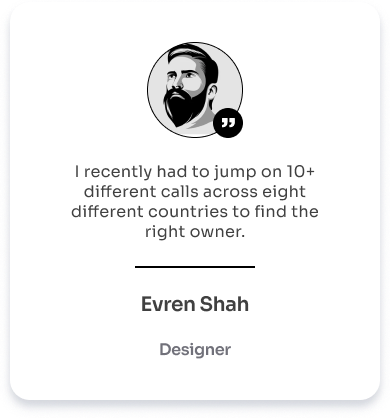 I recently had to jump on 10+
different calls across eight
different countries to find the
right owner.
Evren Shah
Designer